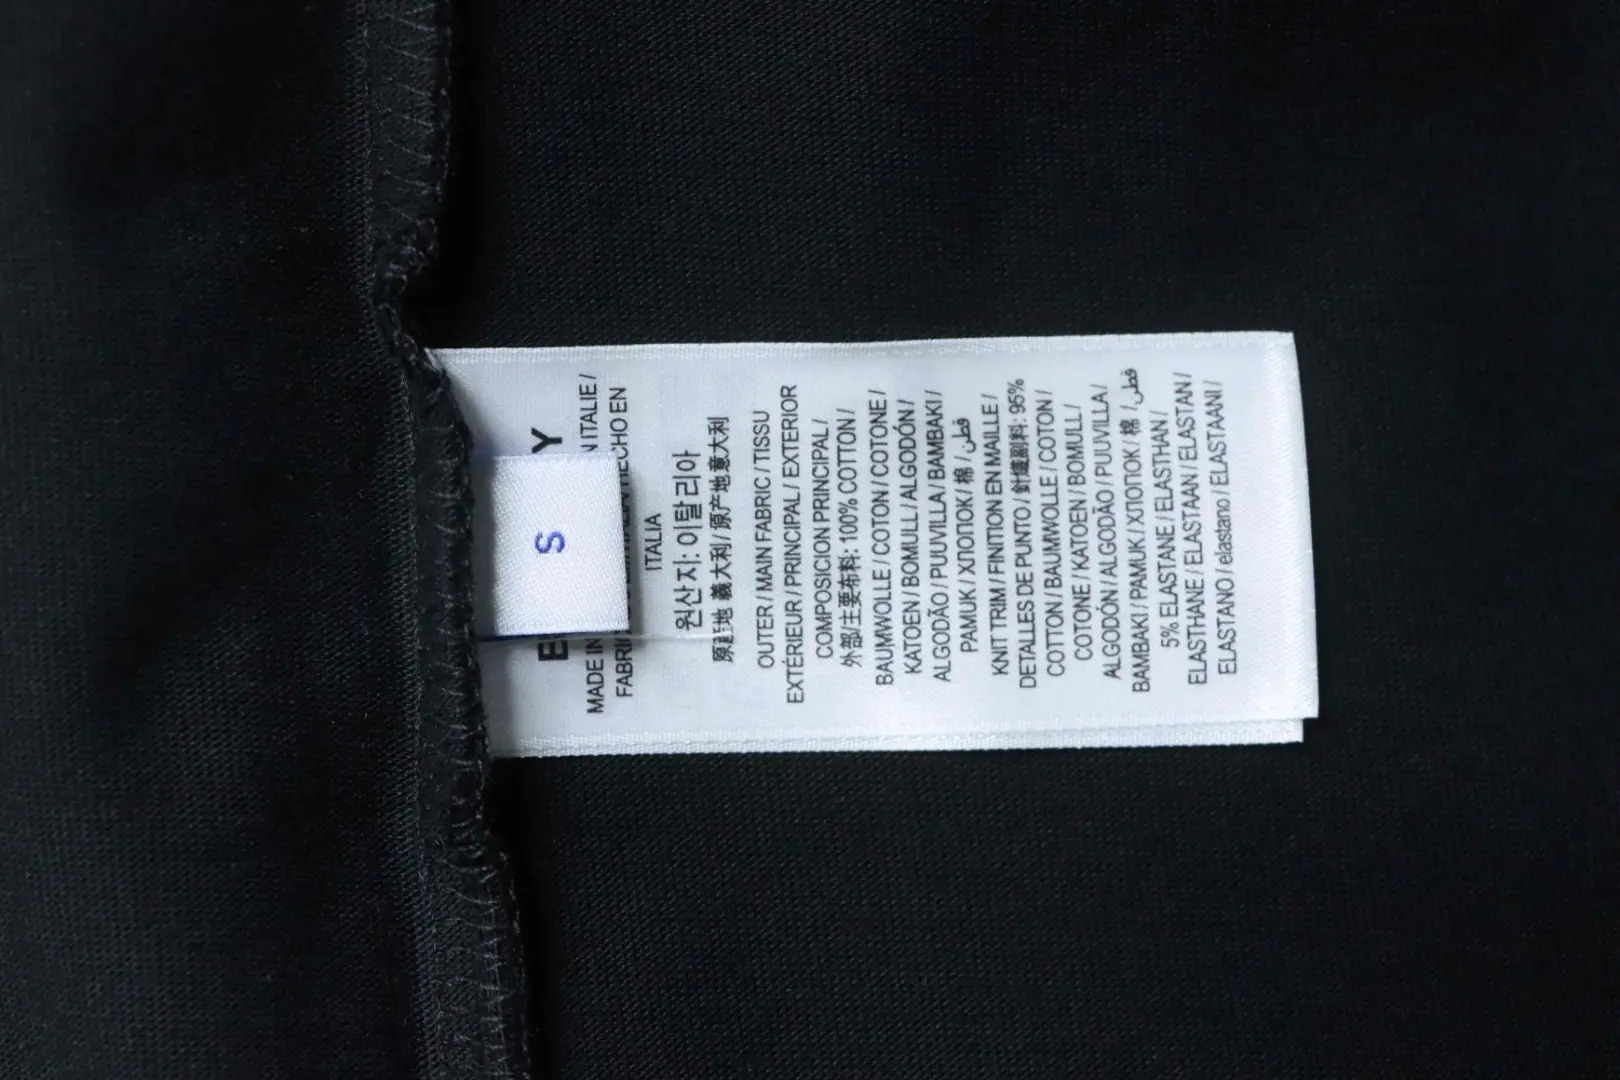 S
MADE IN
N ITALIE /
HECHO EN
ITALIA
원산지: 이탈리아
地 義大利 / 原产地意大利
OUTER / MAIN FABRIC / TISSU
EXTÉRIEUR / PRINCIPAL / EXTERIOR
COMPOSICION PRINCIPAL /
外部/主要布料: 100% COTTON /
BAUMWOLLE / COTON / COTONE /
KATOEN / BOMULL / ALGODÓN /
ALGODÃO / PUUVILLA / BAMBAKI /
PAMUK / ХЛОПОК / 棉 / قطن
KNIT TRIM / FINITION EN MAILLE /
DETALLES DE PUNTO / 針織副料: 95%
COTTON / BAUMWOLLE / COTON /
COTONE / KATOEN / BOMULL /
ALGODÓN / ALGODÃO / PUUVILLA /
BAMBAKI / PAMUK / ХЛОПОК / 棉 / قطن
5% ELASTANE / ELASTHAN /
ELASTHANE / ELASTAAN / ELASTAN /
ELASTANO / elastano / ELASTAANI /